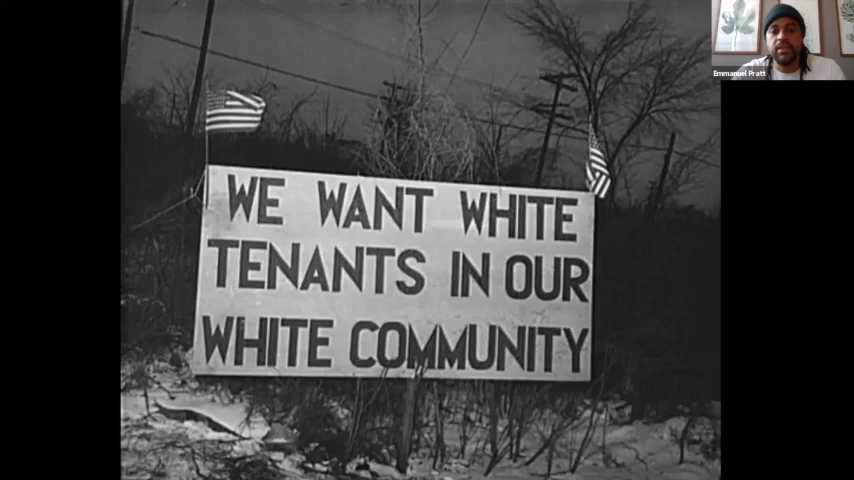 Emmanuel Pratt
WE WANT WHITE
TENANTS IN OUR
WHITE COMMUNITY